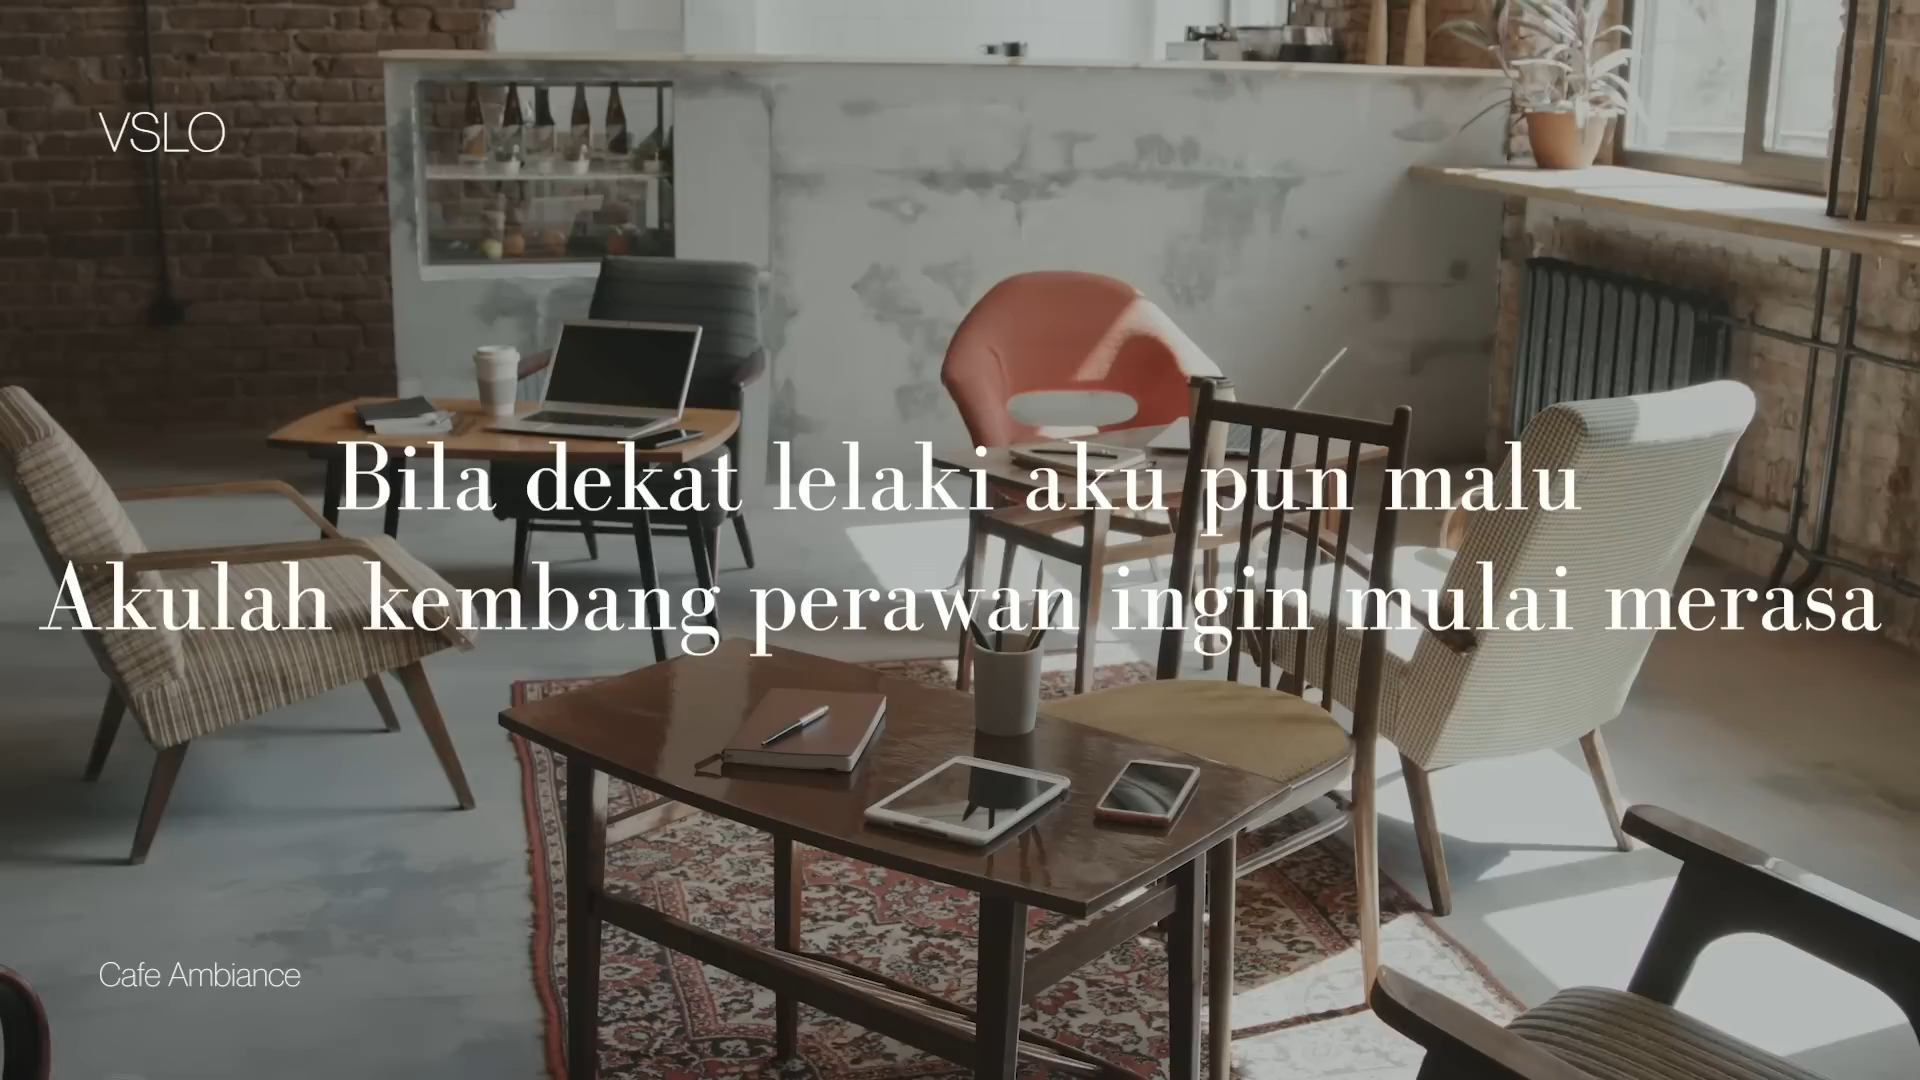 VSLO
Bila dekat lelaki aku pun malu
Akulah kembang perawan ingin mulai merasa
Cafe Ambiance